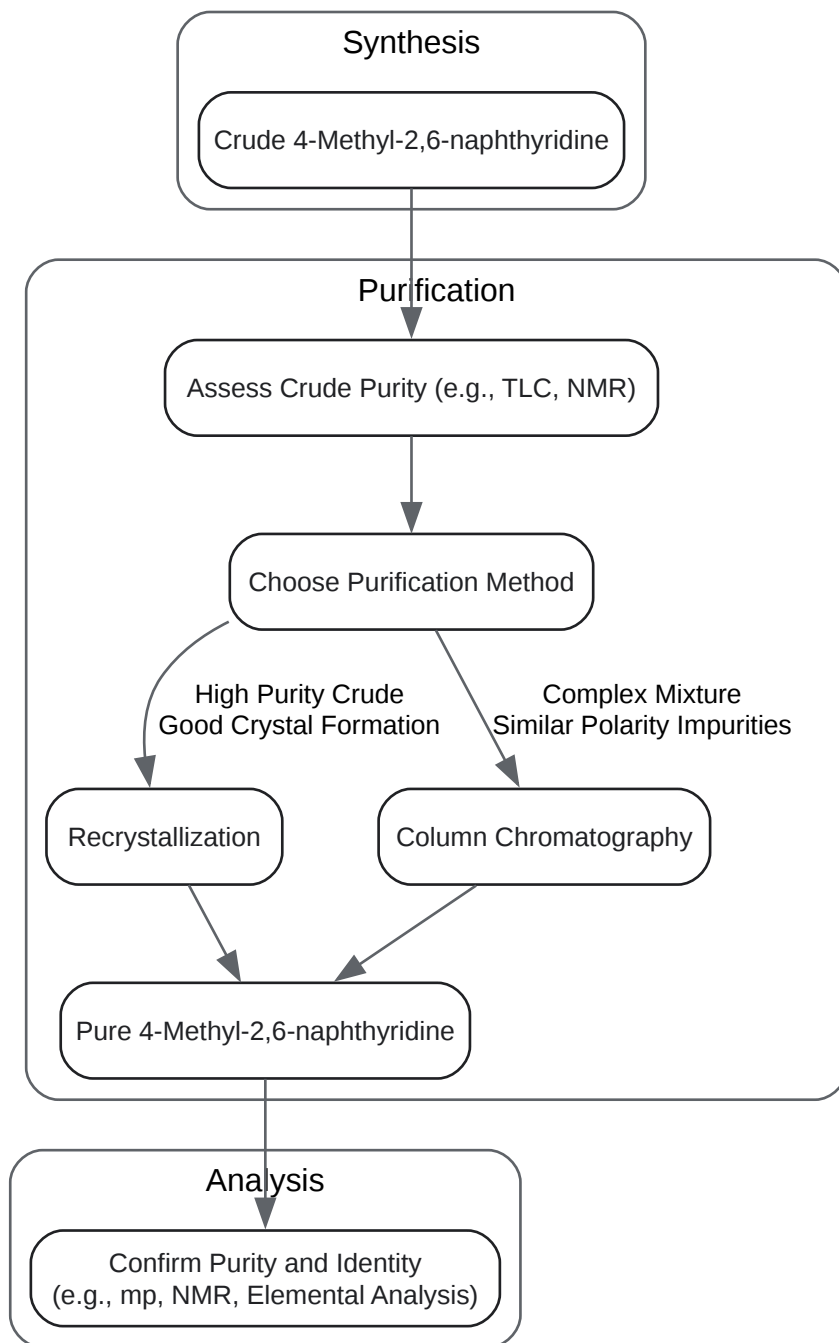 Synthesis
Crude 4-Methyl-2,6-naphthyridine
Purification
Assess Crude Purity (e.g., TLC, NMR)
Choose Purification Method
High Purity Crude
Good Crystal Formation
Complex Mixture
Similar Polarity Impurities
Recrystallization
Column Chromatography
Pure 4-Methyl-2,6-naphthyridine
Analysis
Confirm Purity and Identity
(e.g., mp, NMR, Elemental Analysis)